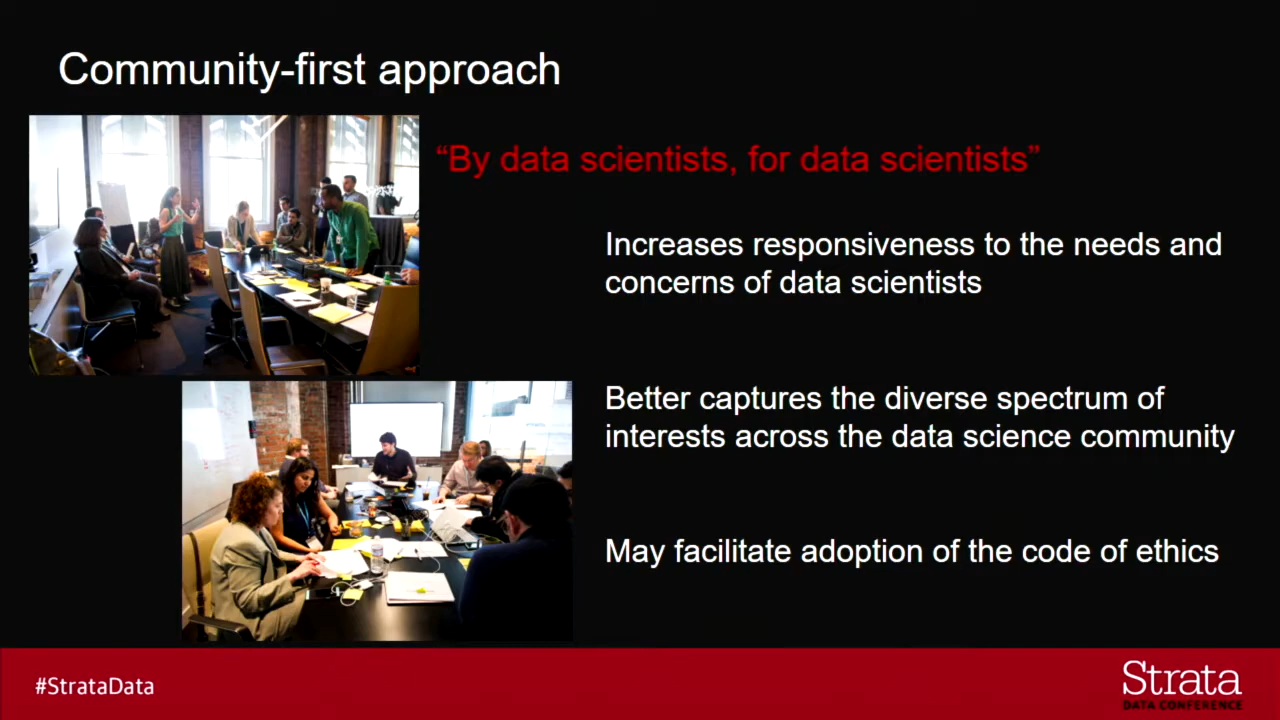 Community-first approach
“By data scientists, for data scientists”
Increases responsiveness to the needs and
concerns of data scientists
Better captures the diverse spectrum of
interests across the data science community
May facilitate adoption of the code of ethics
#StrataData
Strata
DATA CONFERENCE